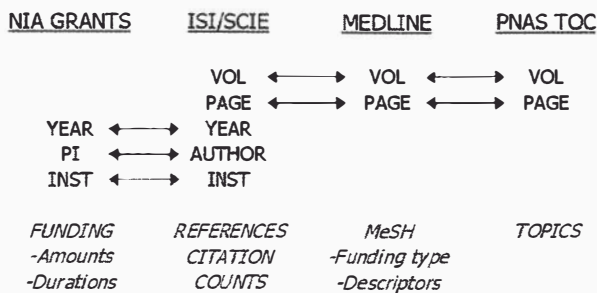 NIA GRANTS ISI/SCIE MEDLINE PNAS TOC
VOL VOL VOL
PAGE PAGE PAGE
YEAR YEAR
PI AUTHOR
INST INST
FUNDING REFERENCES MeSH TOPICS
-Amounts CITATION -Funding type
-Durations COUNTS -Descriptors